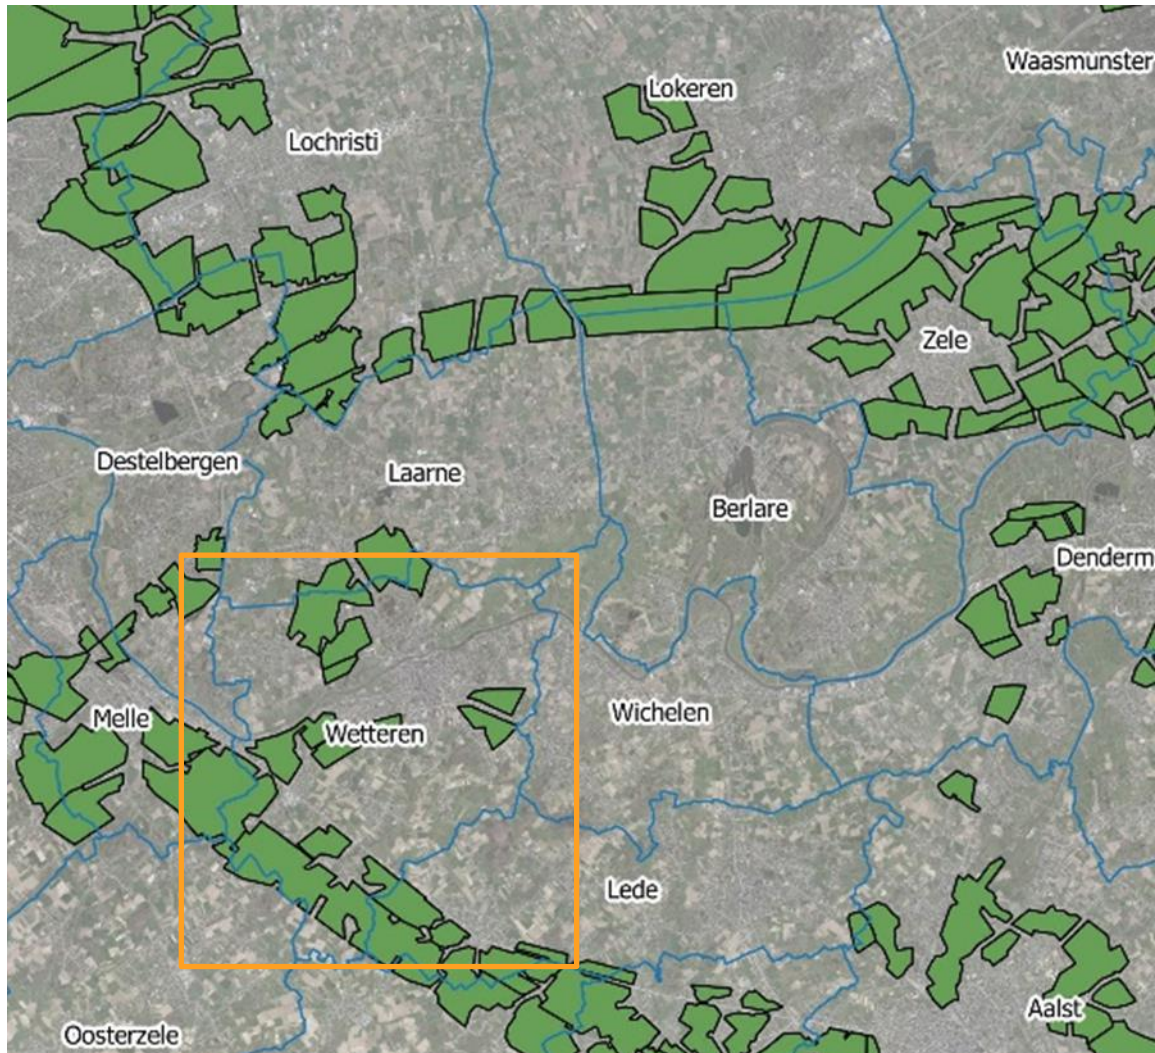 Waasmunster
Lokeren
Lochristi
Zele
Destelbergen
Laarne
Berlare
Denderm
Wichelen
Melle
Wetteren
Lede
Aalst
Oosterzele